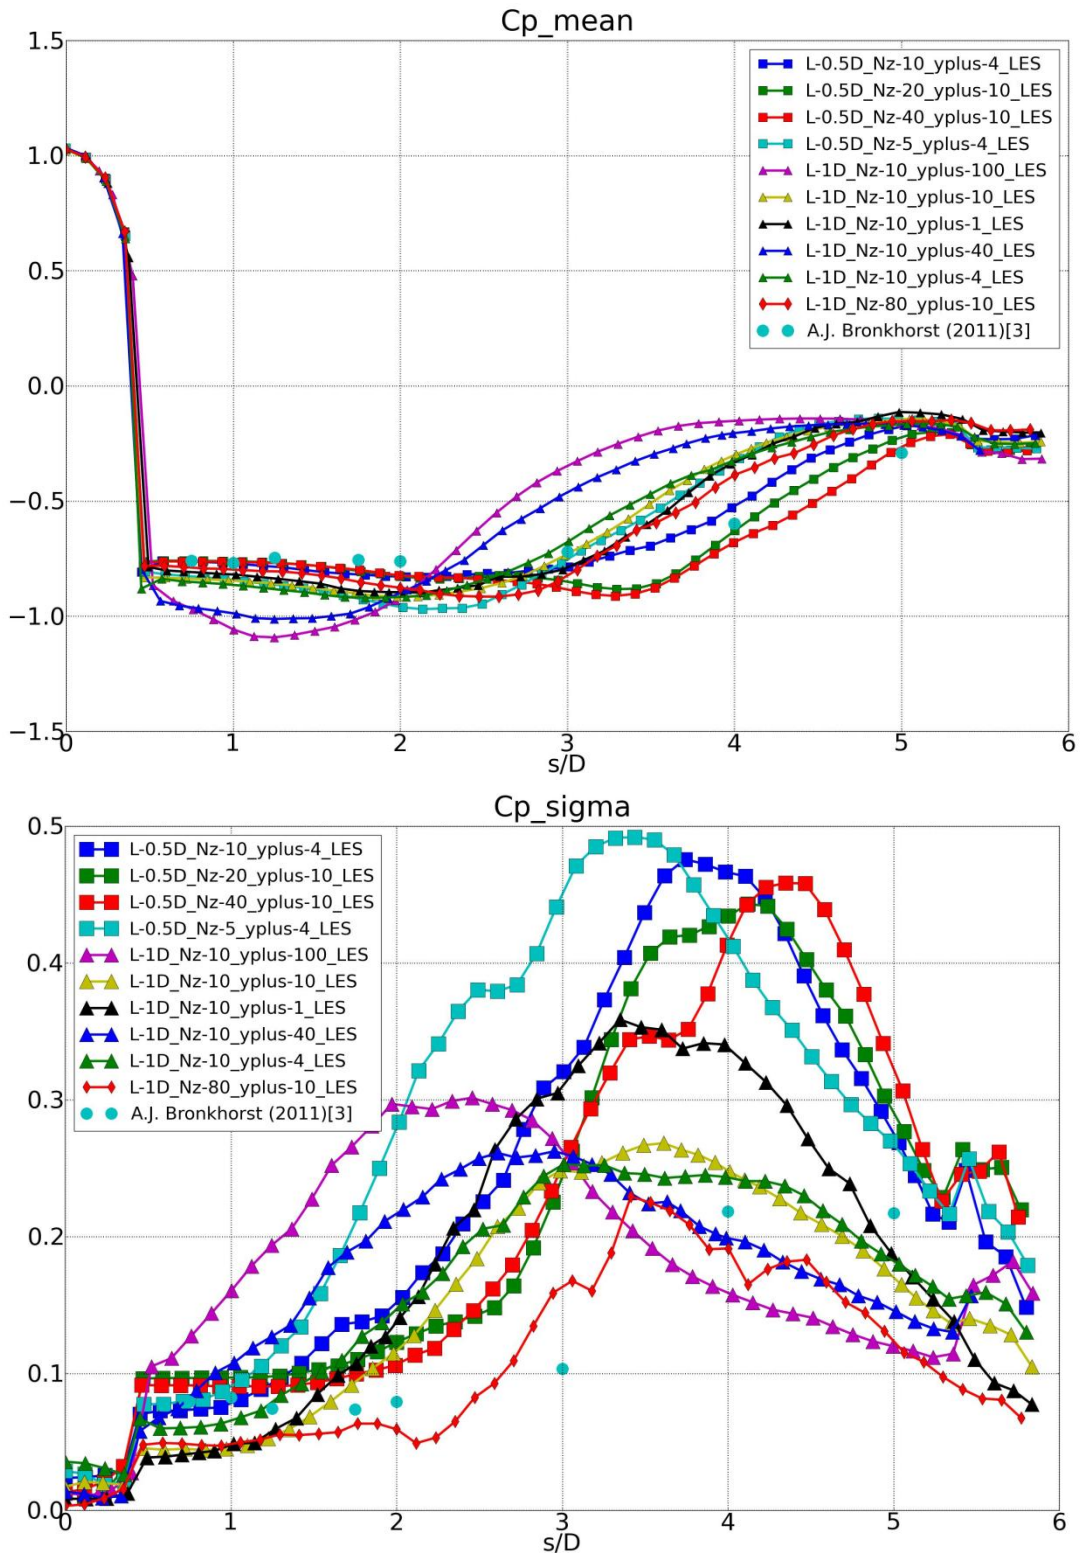 Cp_mean
1.5
1.0
0.5
0.0
−0.5
−1.0
−1.5
L-0.5D_Nz-10_yplus-4_LES
L-0.5D_Nz-20_yplus-10_LES
L-0.5D_Nz-40_yplus-10_LES
L-0.5D_Nz-5_yplus-4_LES
L-1D_Nz-10_yplus-100_LES
L-1D_Nz-10_yplus-10_LES
L-1D_Nz-10_yplus-1_LES
L-1D_Nz-10_yplus-40_LES
L-1D_Nz-10_yplus-4_LES
L-1D_Nz-80_yplus-10_LES
A.J. Bronkhorst (2011)[3]
0 1 2 3 4 5 6
s/D
Cp_sigma
0.5
0.4
0.3
0.2
0.1
0.0
L-0.5D_Nz-10_yplus-4_LES
L-0.5D_Nz-20_yplus-10_LES
L-0.5D_Nz-40_yplus-10_LES
L-0.5D_Nz-5_yplus-4_LES
L-1D_Nz-10_yplus-100_LES
L-1D_Nz-10_yplus-10_LES
L-1D_Nz-10_yplus-1_LES
L-1D_Nz-10_yplus-40_LES
L-1D_Nz-10_yplus-4_LES
L-1D_Nz-80_yplus-10_LES
A.J. Bronkhorst (2011)[3]
0 1 2 3 4 5 6
s/D